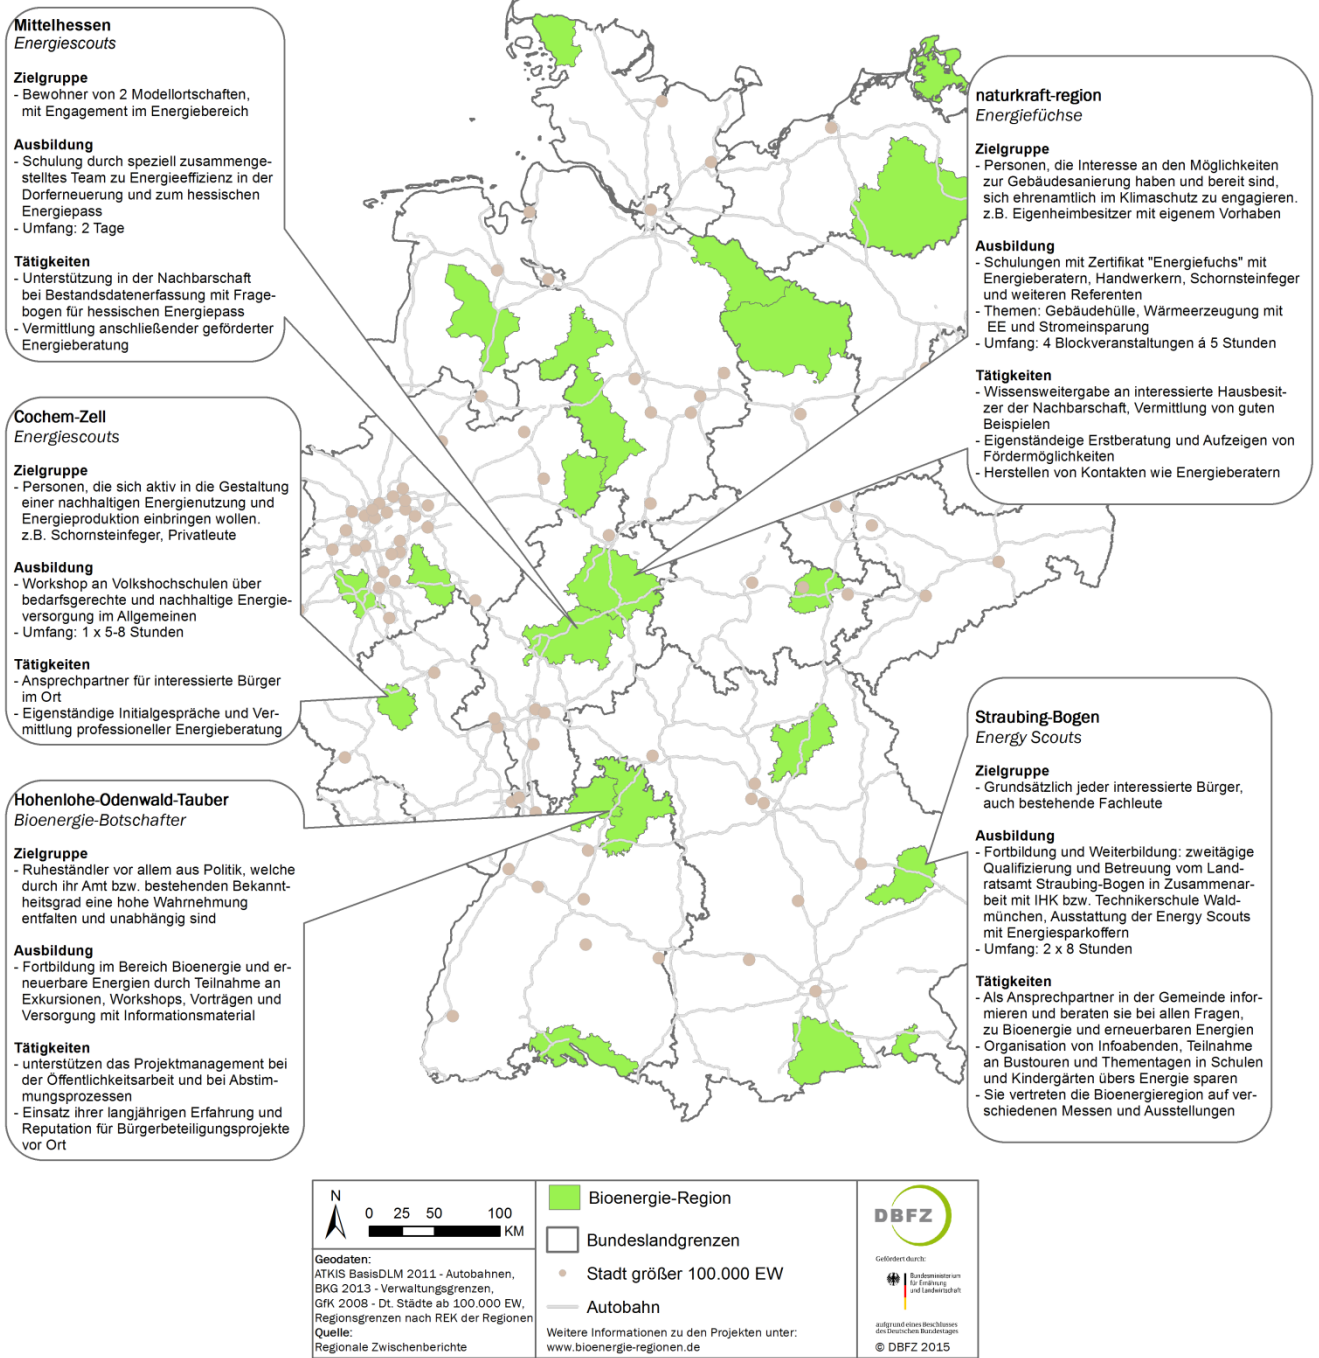 Mittelhessen
Energiescouts
Zielgruppe
- Bewohner von 2 Modellortschaften,
mit Engagement im Energiebereich
Ausbildung
- Schulung durch speziell zusammenge-
stelltes Team zu Energieeffizienz in der
Dorferneuerung und zum hessischen
Energiepass
- Umfang: 2 Tage
Tätigkeiten
- Unterstützung in der Nachbarschaft
bei Bestandsdatenerfassung mit Frage-
bogen für hessischen Energiepass
- Vermittlung anschließender geförderter
Energieberatung
Cochem-Zell
Energiescouts
Zielgruppe
- Personen, die sich aktiv in die Gestaltung
einer nachhaltigen Energienutzung und
Energieproduktion einbringen wollen.
z.B. Schornsteinfeger, Privatleute
Ausbildung
- Workshop an Volkshochschulen über
bedarfsgerechte und nachhaltige Energie-
versorgung im Allgemeinen
- Umfang: 1 x 5-8 Stunden
Tätigkeiten
- Ansprechpartner für interessierte Bürger
im Ort
- Eigenständige Initialgespräche und Ver-
mittlung professioneller Energieberatung
Hohenlohe-Odenwald-Tauber
Bioenergie-Botschafter
Zielgruppe
- Ruheständler vor allem aus Politik, welche
durch ihr Amt bzw. bestehenden Bekannt-
heitsgrad eine hohe Wahrnehmung
entfalten und unabhängig sind
Ausbildung
- Fortbildung im Bereich Bioenergie und er-
neuerbare Energien durch Teilnahme an
Exkursionen, Workshops, Vorträgen und
Versorgung mit Informationsmaterial
Tätigkeiten
- unterstützen das Projektmanagement bei
der Öffentlichkeitsarbeit und bei Abstim-
mungsprozessen
- Einsatz ihrer langjährigen Erfahrung und
Reputation für Bürgerbeteiligungsprojekte
vor Ort
naturkraft-region
Energiefüchse
Zielgruppe
- Personen, die Interesse an den Möglichkeiten
zur Gebäudesanierung haben und bereit sind,
sich ehrenamtlich im Klimaschutz zu engagieren.
z.B. Eigenheimbesitzer mit eigenem Vorhaben
Ausbildung
- Schulungen mit Zertifikat "Energiefuchs" mit
Energieberatern, Handwerkern, Schornsteinfeger
und weiteren Referenten
- Themen: Gebäudehülle, Wärmeerzeugung mit
EE und Stromeinsparung
- Umfang: 4 Blockveranstaltungen á 5 Stunden
Tätigkeiten
- Wissensweitergabe an interessierte Hausbesit-
zer der Nachbarschaft, Vermittlung von guten
Beispielen
- Eigenständeige Erstberatung und Aufzeigen von
Fördermöglichkeiten
- Herstellen von Kontakten wie Energieberatern
Straubing-Bogen
Energy Scouts
Zielgruppe
- Grundsätzlich jeder interessierte Bürger,
auch bestehende Fachleute
Ausbildung
- Fortbildung und Weiterbildung: zweitägige
Qualifizierung und Betreuung vom Land-
ratsamt Straubing-Bogen in Zusammenar-
beit mit IHK bzw. Technikerschule Wald-
münchen, Ausstattung der Energy Scouts
mit Energiesparkoffern
- Umfang: 2 x 8 Stunden
Tätigkeiten
- Als Ansprechpartner in der Gemeinde infor-
mieren und beraten sie bei allen Fragen,
zu Bioenergie und erneuerbaren Energien
- Organisation von Infoabenden, Teilnahme
an Bustouren und Thementagen in Schulen
und Kindergärten übers Energie sparen
- Sie vertreten die Bioenergieregion auf ver-
schiedenen Messen und Ausstellungen
N
0 25 50 100
KM
Geodaten:
ATKIS BasisDLM 2011 - Autobahnen,
BKG 2013 - Verwaltungsgrenzen,
GfK 2008 - Dt. Städte ab 100.000 EW,
Regionsgrenzen nach REK der Regionen
Quelle:
Regionale Zwischenberichte
Bioenergie-Region
Bundeslandgrenzen
Stadt größer 100.000 EW
Autobahn
Weitere Informationen zu den Projekten unter:
www.bioenergie-regionen.de
DBFZ
Gefördert durch:
Bundesministerium
für Ernährung
und Landwirtschaft
aufgrund eines Beschlusses
des Deutschen Bundestages
© DBFZ 2015